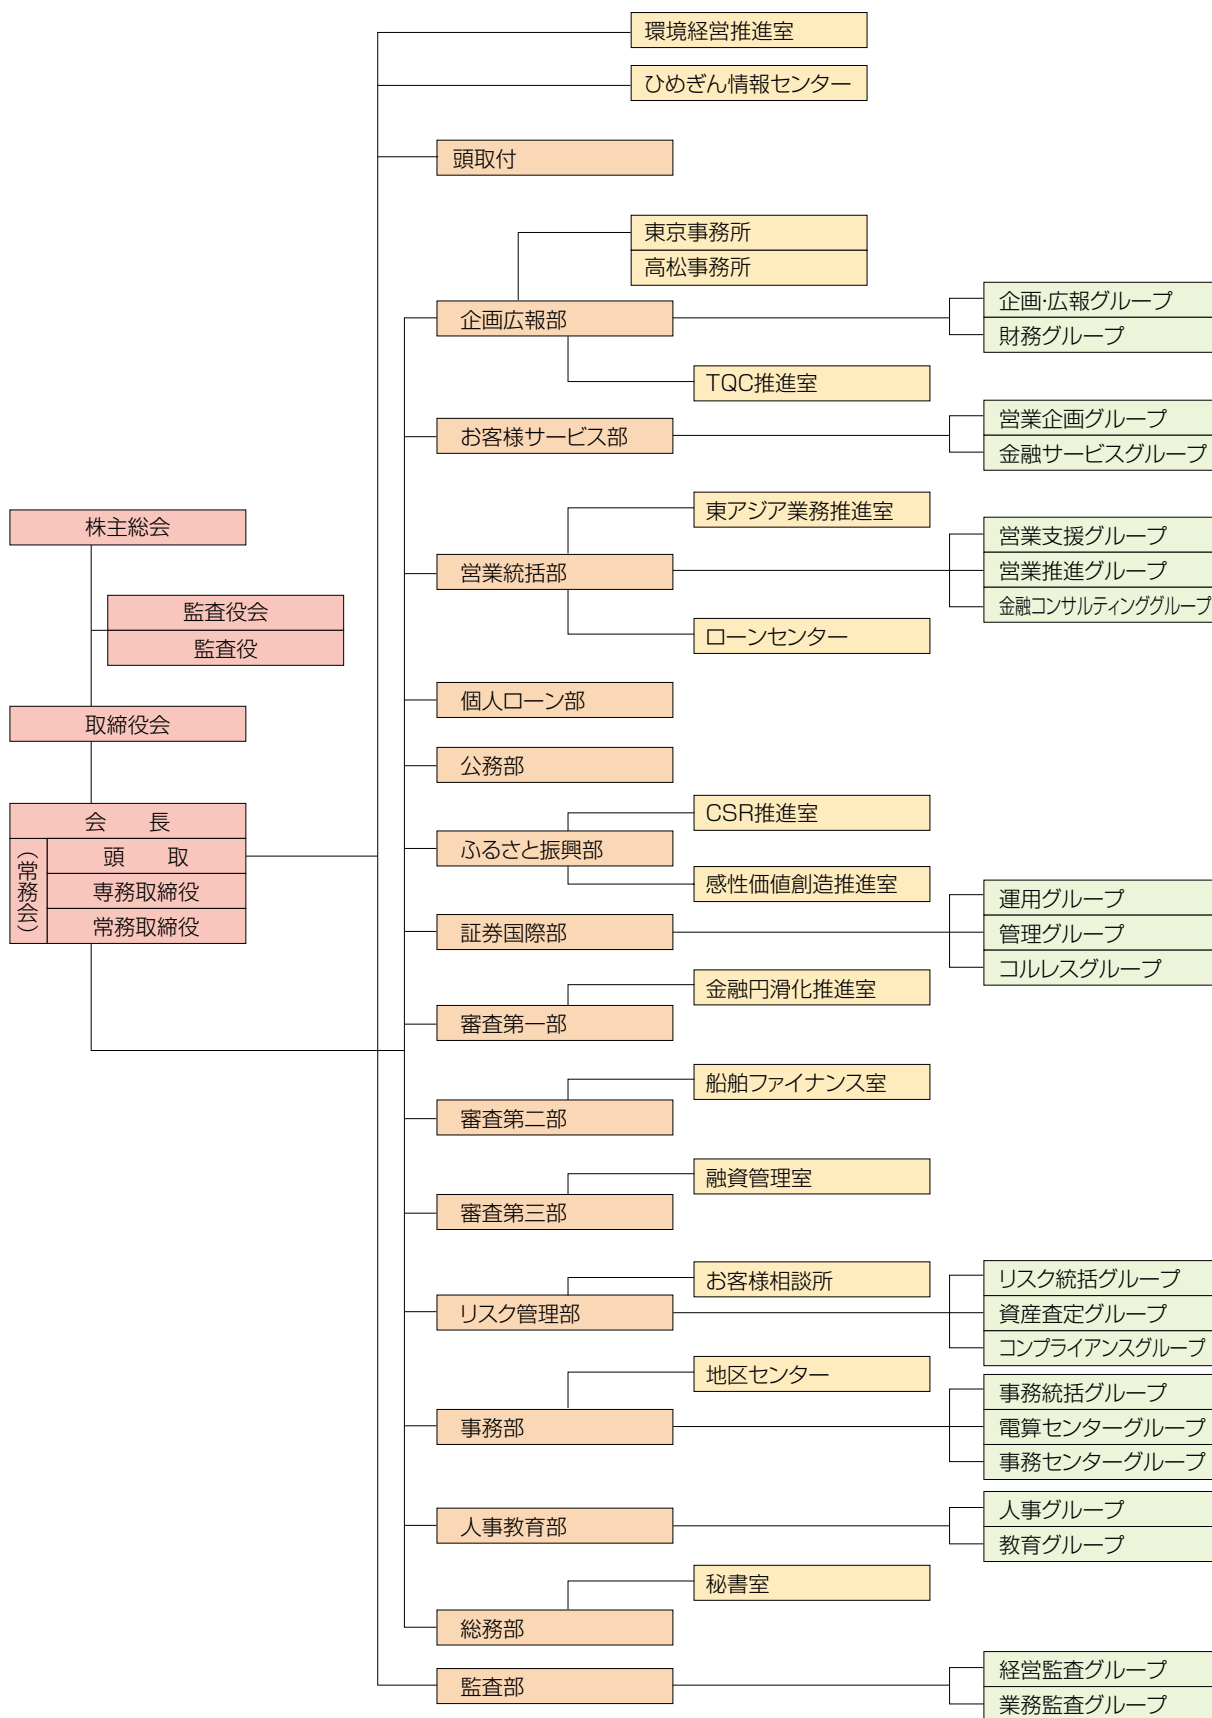 環境経営推進室
ひめぎん情報センター
頭取付
東京事務所
高松事務所
企画広報部
企画・広報グループ
財務グループ
TQC推進室
お客様サービス部
営業企画グループ
金融サービスグループ
株主総会
監査役会
監査役
取締役会
会　長
(常務会)
頭　取
専務取締役
常務取締役
東アジア業務推進室
営業統括部
営業支援グループ
営業推進グループ
金融コンサルティンググループ
ローンセンター
個人ローン部
公務部
CSR推進室
ふるさと振興部
感性価値創造推進室
証券国際部
運用グループ
管理グループ
コルレスグループ
金融円滑化推進室
審査第一部
船舶ファイナンス室
審査第二部
融資管理室
審査第三部
お客様相談所
リスク管理部
リスク統括グループ
資産査定グループ
コンプライアンスグループ
地区センター
事務部
事務統括グループ
電算センターグループ
事務センターグループ
人事教育部
人事グループ
教育グループ
秘書室
総務部
監査部
経営監査グループ
業務監査グループ